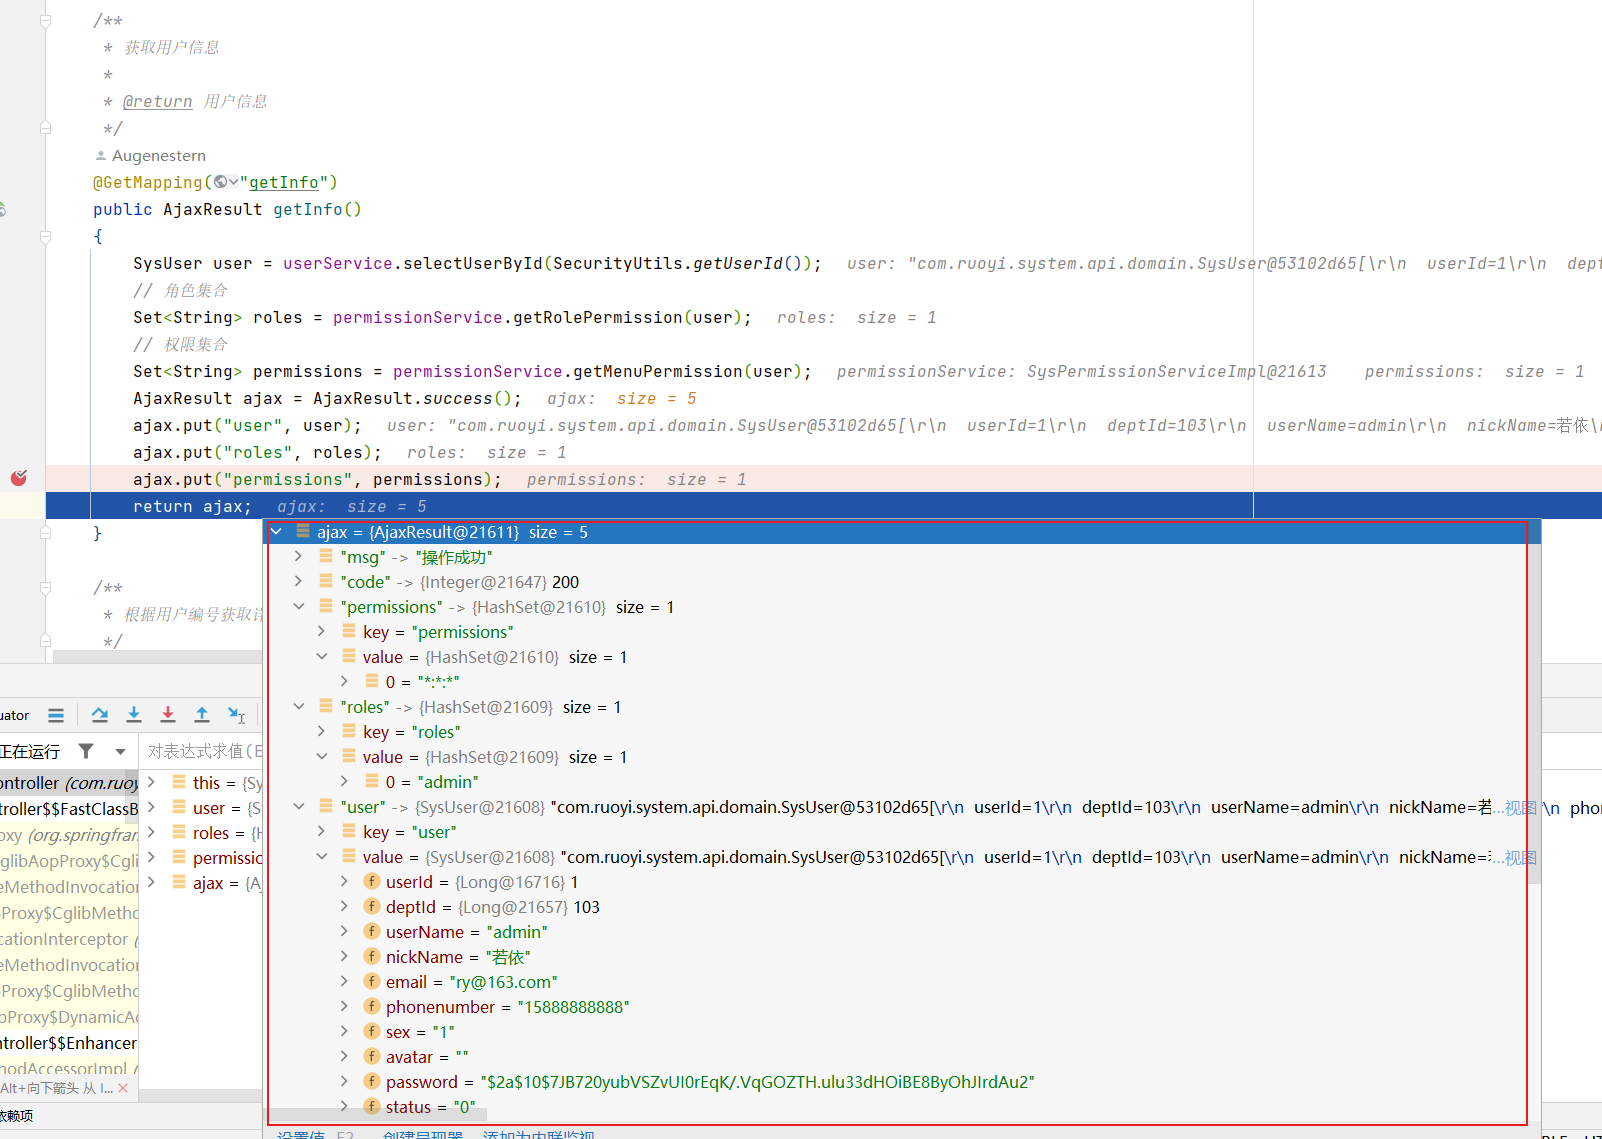 /**
* 获取用户信息
*
* @return 用户信息
*/
Augenestern
@GetMapping("getInfo")
public AjaxResult getInfo()
{
SysUser user = userService.selectUserById(SecurityUtils.getUserId()); user: "com.ruoyi.system.api.domain.SysUser@53102d65[\r\n userId=1\r\n dept
// 角色集合
Set<String> roles = permissionService.getRolePermission(user); roles: size = 1
// 权限集合
Set<String> permissions = permissionService.getMenuPermission(user); permissionService: SysPermissionServiceImpl@21613 permissions: size = 1
AjaxResult ajax = AjaxResult.success(); ajax: size = 5
ajax.put("user", user); user: "com.ruoyi.system.api.domain.SysUser@53102d65[\r\n userId=1\r\n deptId=103\r\n userName=admin\r\n nickName=若依\
ajax.put("roles", roles); roles: size = 1
ajax.put("permissions", permissions); permissions: size = 1
return ajax; ajax: size = 5
}
/**
* 根据用户编号获取
*/
ajax = {AjaxResult@21611} size = 5
"msg" -> "操作成功"
"code" -> {Integer@21647} 200
"permissions" -> {HashSet@21610} size = 1
key = "permissions"
value = {HashSet@21610} size = 1
0 = "*:*:*"
"roles" -> {HashSet@21609} size = 1
key = "roles"
value = {HashSet@21609} size = 1
0 = "admin"
"user" -> {SysUser@21608} "com.ruoyi.system.api.domain.SysUser@53102d65[\r\n userId=1\r\n deptId=103\r\n userName=admin\r\n nickName=若...视图 \n phon
key = "user"
value = {SysUser@21608} "com.ruoyi.system.api.domain.SysUser@53102d65[\r\n userId=1\r\n deptId=103\r\n userName=admin\r\n nickName=...视图
userId = {Long@16716} 1
deptId = {Long@21657} 103
userName = "admin"
nickName = "若依"
email = "ry@163.com"
phonenumber = "15888888888"
sex = "1"
avatar = ""
password = "$2a$10$7JB720yubVSZvUI0rEqK/.VqGOZTH.ulu33dHOiBE8ByOhJIrdAu2"
status = "0"
设置值 F2 创建呈现器 添加为内联监视
uator
正在运行
对表达式求值(E
ontroller (com.ruoy
troller$$FastClassB
oxy (org.springfran
glibAopProxy$Cgli
eMethodInvocation
pProxy$CglibMetho
cationInterceptor (
eMethodInvocation
pProxy$CglibMetho
pProxy$DynamicAc
ntroller$$Enhancer
hodAccessorImpl
Alt+向下箭头 从 I...
依赖项
this = {Sy
user = {S
roles = {H
permissio
ajax = {Aj